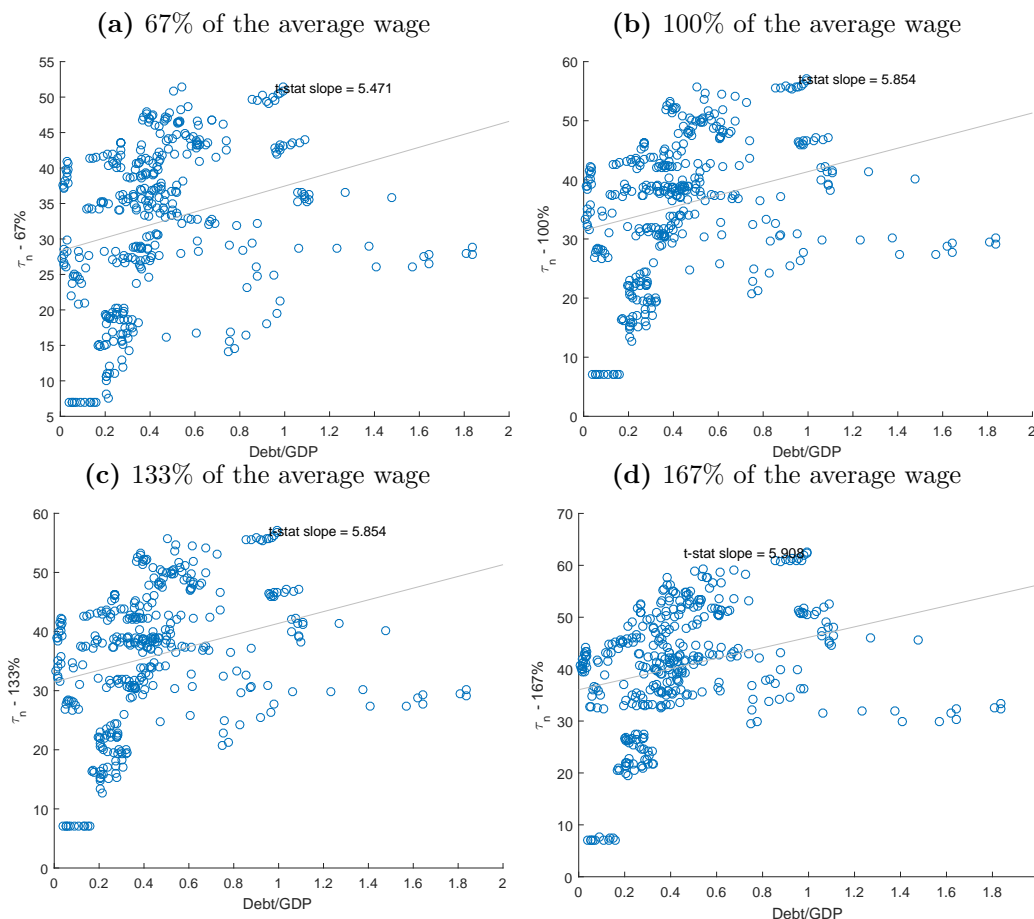 (a) 67% of the average wage
(b) 100% of the average wage
t-stat slope = 5.471
t-stat slope = 5.854
τn - 67%
τn - 100%
55
50
45
40
35
30
25
20
15
10
5
60
50
40
30
20
10
0
0 0.2 0.4 0.6 0.8 1 1.2 1.4 1.6 1.8 2
0 0.2 0.4 0.6 0.8 1 1.2 1.4 1.6 1.8 2
Debt/GDP
Debt/GDP
(c) 133% of the average wage
(d) 167% of the average wage
t-stat slope = 5.854
t-stat slope = 5.908
τn - 133%
τn - 167%
60
50
40
30
20
10
0
70
60
50
40
30
20
10
0
0 0.2 0.4 0.6 0.8 1 1.2 1.4 1.6 1.8 2
0 0.2 0.4 0.6 0.8 1 1.2 1.4 1.6 1.8
Debt/GDP
Debt/GDP